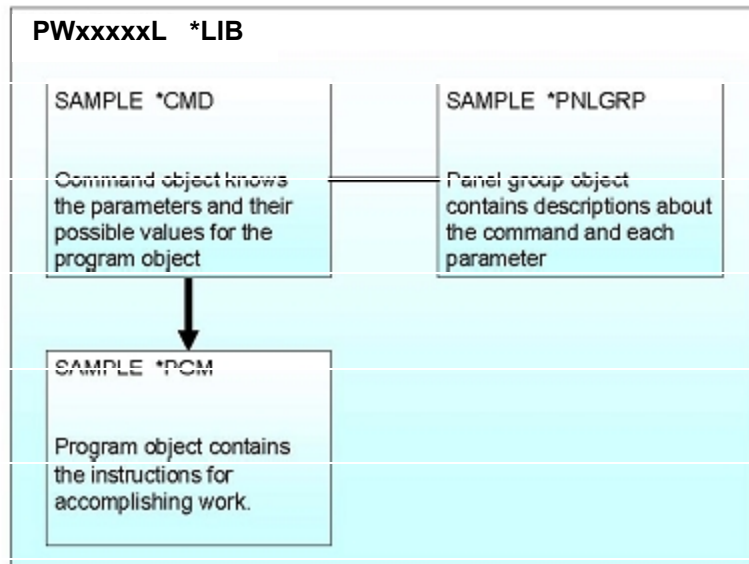 PWxxxxxL *LIB
SAMPLE *CMD
Command object knows
the parameters and their
possible values for the
program object
SAMPLE *PNLGRP
Panel group object
contains descriptions about
the command and each
parameter
SAMPLE *PGM
Program object contains
the instructions for
accomplishing work.